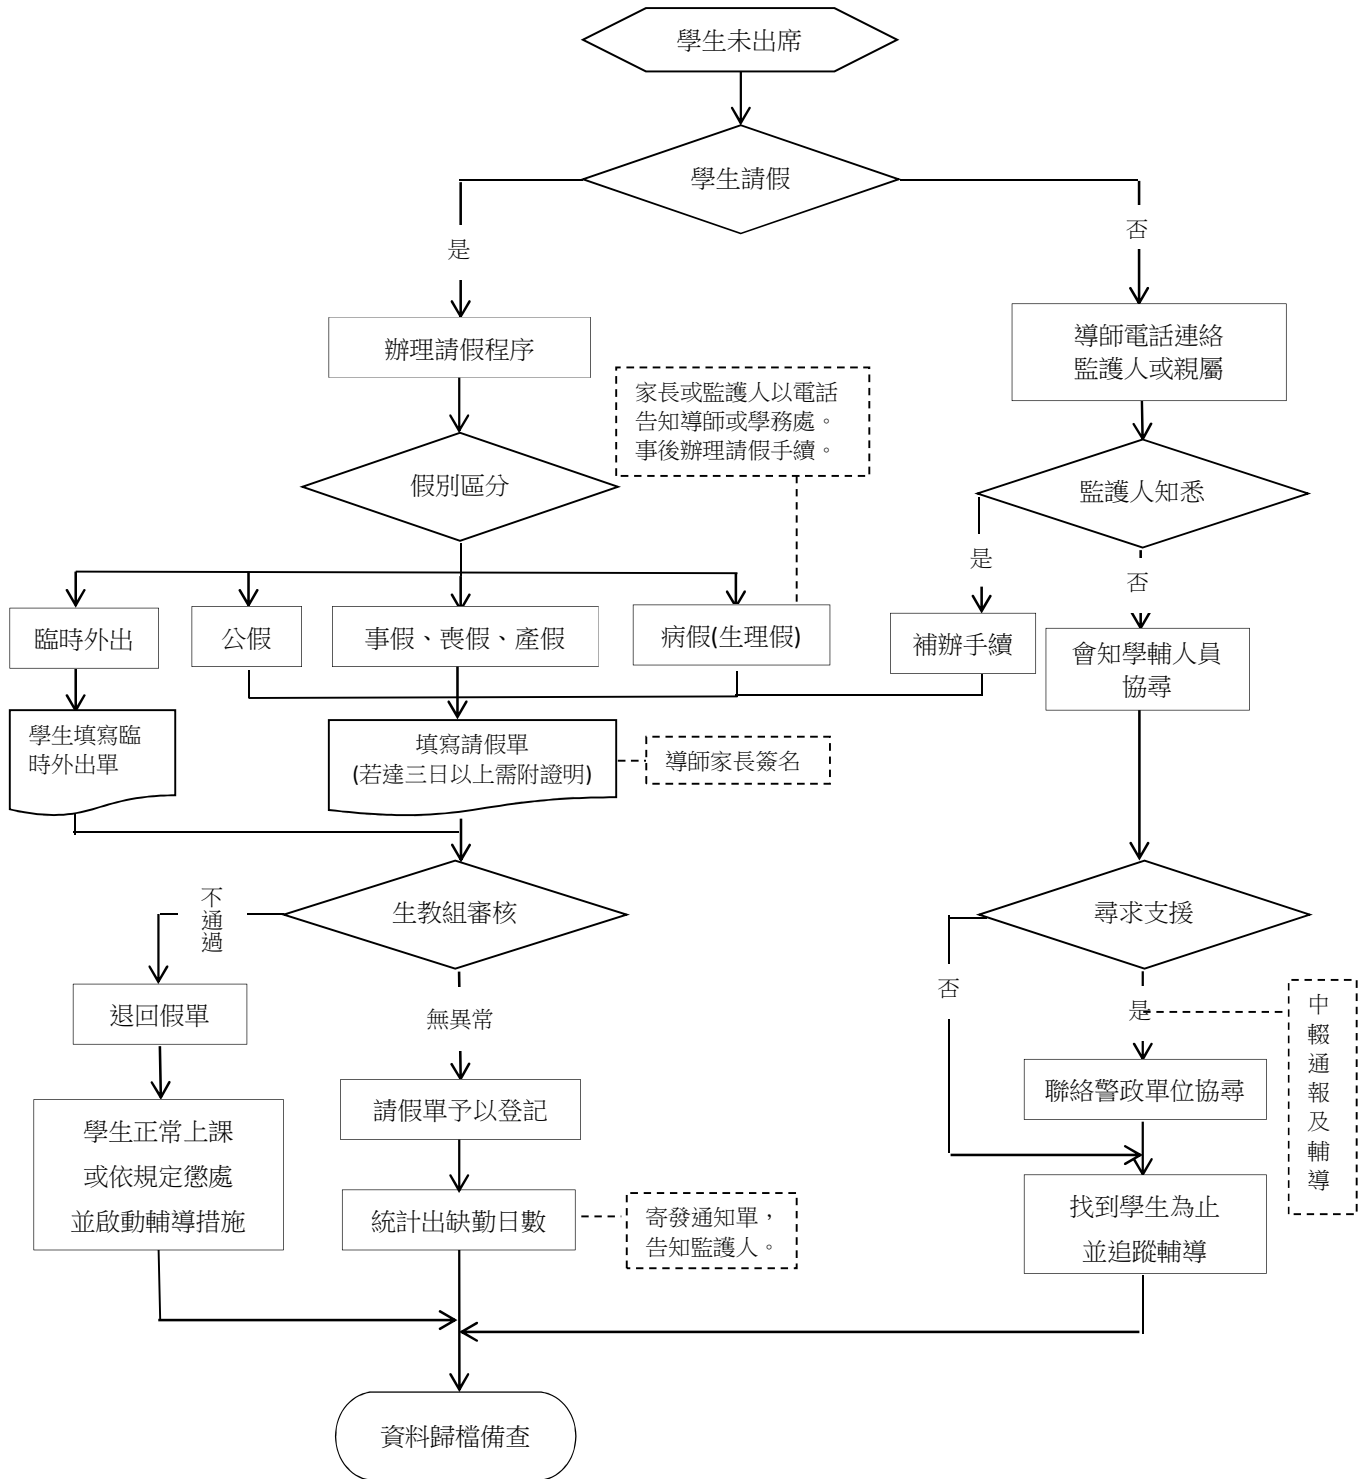 學生未出席
學生請假
是
否
辦理請假程序
導師電話連絡
監護人或親屬
家長或監護人以電話
告知導師或學務處。
事後辦理請假手續。
假別區分
監護人知悉
是
否
臨時外出
公假
事假、喪假、產假
病假(生理假)
補辦手續
會知學輔人員
協尋
學生填寫臨
時外出單
填寫請假單
(若達三日以上需附證明)
導師家長簽名
不通過
生教組審核
尋求支援
否
是
中輟通報及輔導
退回假單
無異常
聯絡警政單位協尋
學生正常上課
或依規定懲處
並啟動輔導措施
請假單予以登記
統計出缺勤日數
寄發通知單，
告知監護人。
找到學生為止
並追蹤輔導
資料歸檔備查